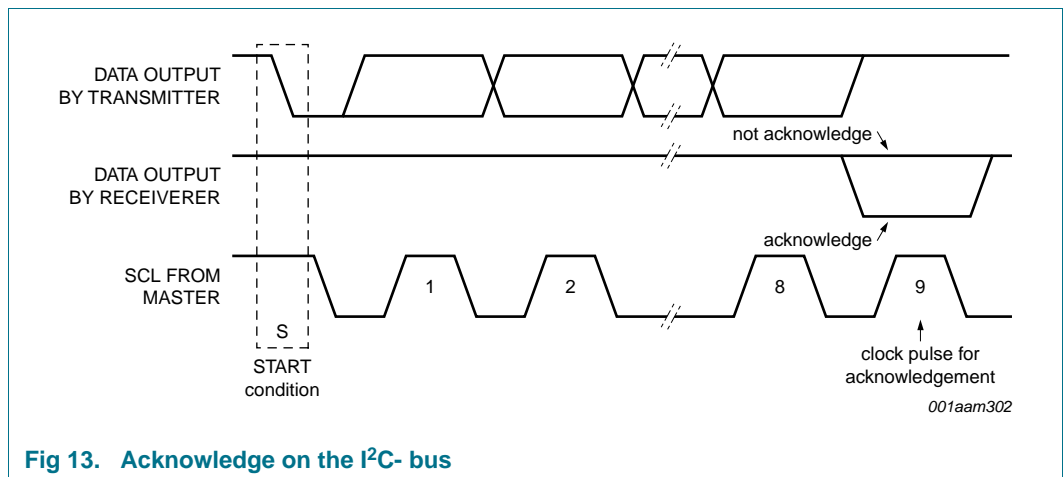 DATA OUTPUT
BY TRANSMITTER
not acknowledge
DATA OUTPUT
BY RECEIVERER
acknowledge
SCL FROM
MASTER
1
2
8
9
S
START
condition
clock pulse for
acknowledgement
001aam302
Fig 13. Acknowledge on the I²C- bus